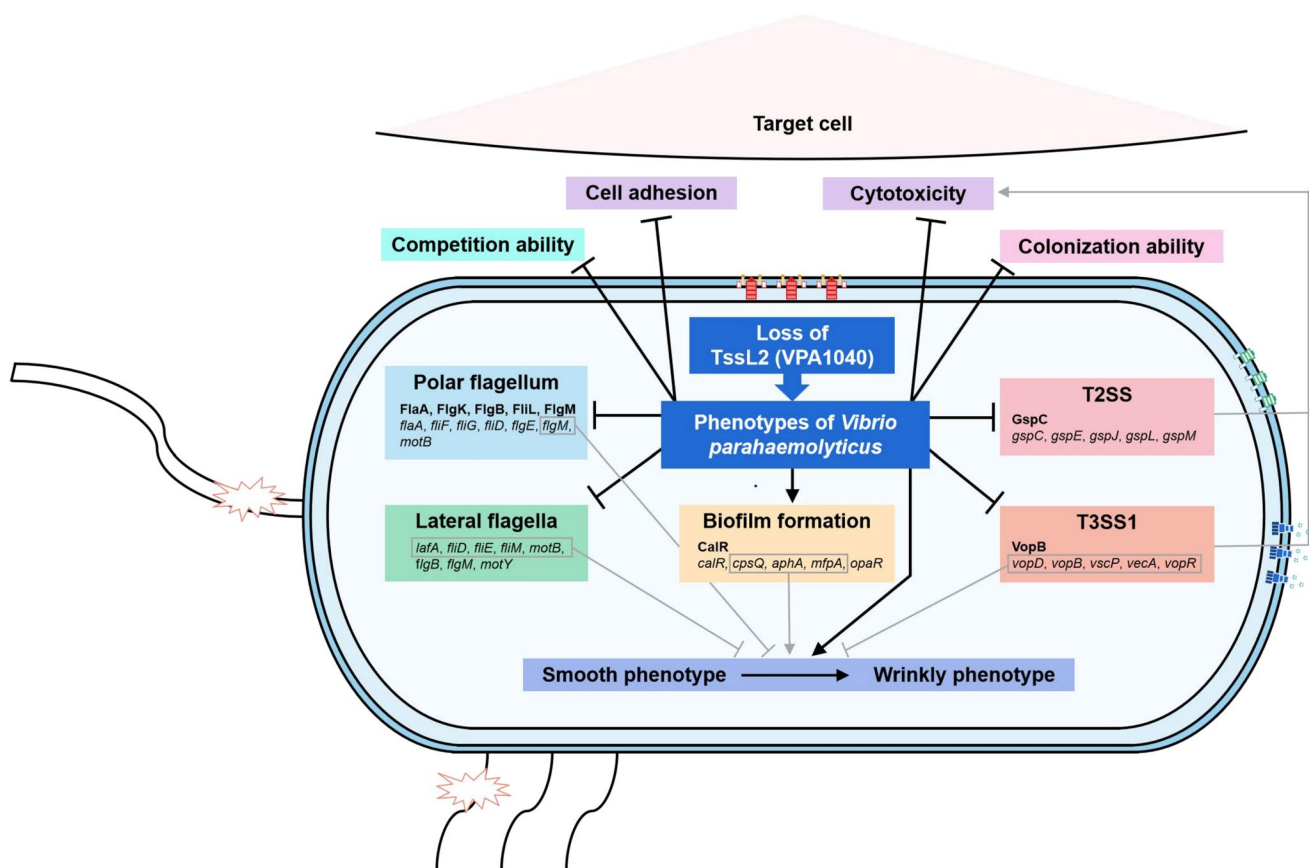 Target cell
Cell adhesion
Cytotoxicity
Competition ability
Colonization ability
Loss of
TssL2 (VPA1040)
Polar flagellum
FlaA, FlgK, FlgB, FliL, FlgM
flaA, fliF, fliG, fliD, flgE, flgM,
motB
Phenotypes of Vibrio
parahaemolyticus
T2SS
GspC
gspC, gspE, gspJ, gspL, gspM
Lateral flagella
lafA, fliD, fliE, fliM, motB,
flgB, flgM, motY
Biofilm formation
CalR
calR, cpsQ, aphA, mfpA, opaR
T3SS1
VopB
vopD, vopB, vscP, vecA, vopR
Smooth phenotype
Wrinkly phenotype